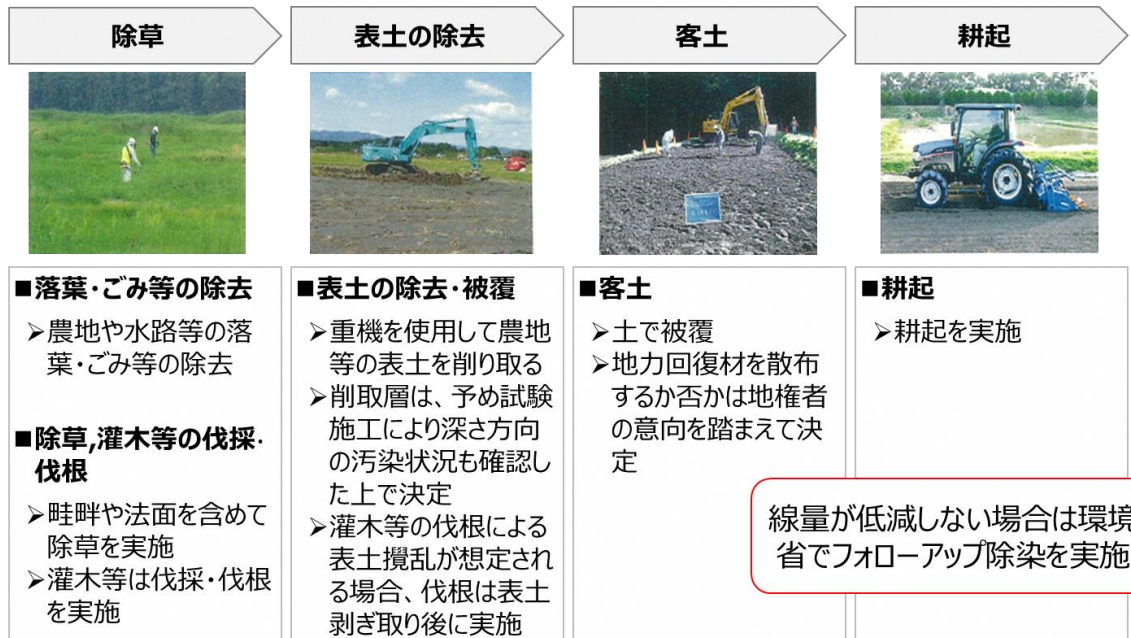 除草
表土の除去
客土
耕起
■落葉・ごみ等の除去
➢農地や水路等の落
葉・ごみ等の除去
■除草,灌木等の伐採・
伐根
➢畦畔や法面を含めて
除草を実施
➢灌木等は伐採・伐根
を実施
■表土の除去・被覆
➢重機を使用して農地
等の表土を削り取る
➢削取層は、予め試験
施工により深さ方向
の汚染状況も確認し
た上で決定
➢灌木等の伐根による
表土攪乱が想定され
る場合、伐根は表土
剥ぎ取り後に実施
■客土
➢土で被覆
➢地力回復材を散布
するか否かは地権者
の意向を踏まえて決
定
■耕起
➢耕起を実施
線量が低減しない場合は環境
省でフォローアップ除染を実施